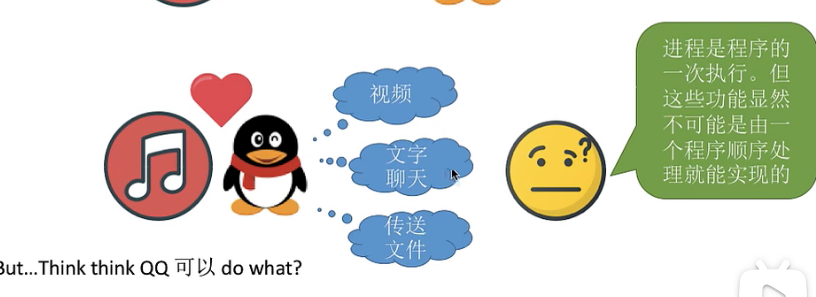 视频
文字
聊天
传送
文件
进程是程序的
一次执行。但
这些功能显然
不可能是由一
个程序顺序处
理就能实现的
?
But...Think think QQ 可以 do what?